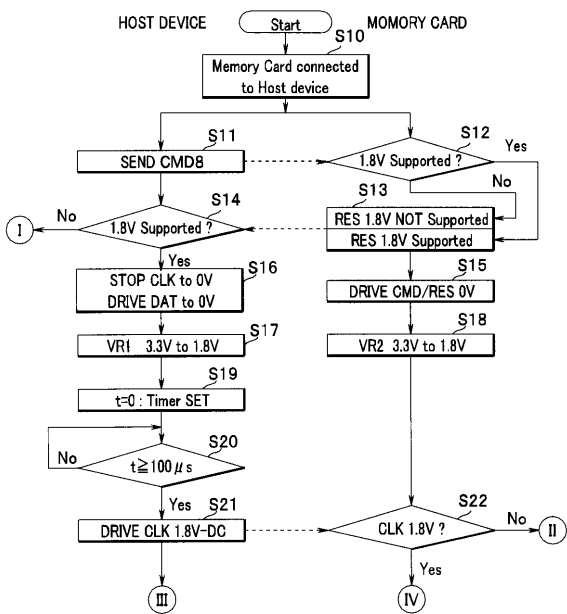 HOST DEVICE
Start
MOMORY CARD
S10
Memory Card connected
to Host device
S11
SEND CMD8
S12
1.8V Supported ?
Yes
No
S13
RES 1.8V NOT Supported
RES 1.8V Supported
S14
1.8V Supported ?
No
I
Yes
S15
DRIVE CMD/RES 0V
S16
STOP CLK to 0V
DRIVE DAT to 0V
S17
VR1 3.3V to 1.8V
S18
VR2 3.3V to 1.8V
S19
t=0 : Timer SET
S20
t≧100μs
No
Yes
S21
DRIVE CLK 1.8V-DC
S22
CLK 1.8V ?
No
II
Yes
III
IV